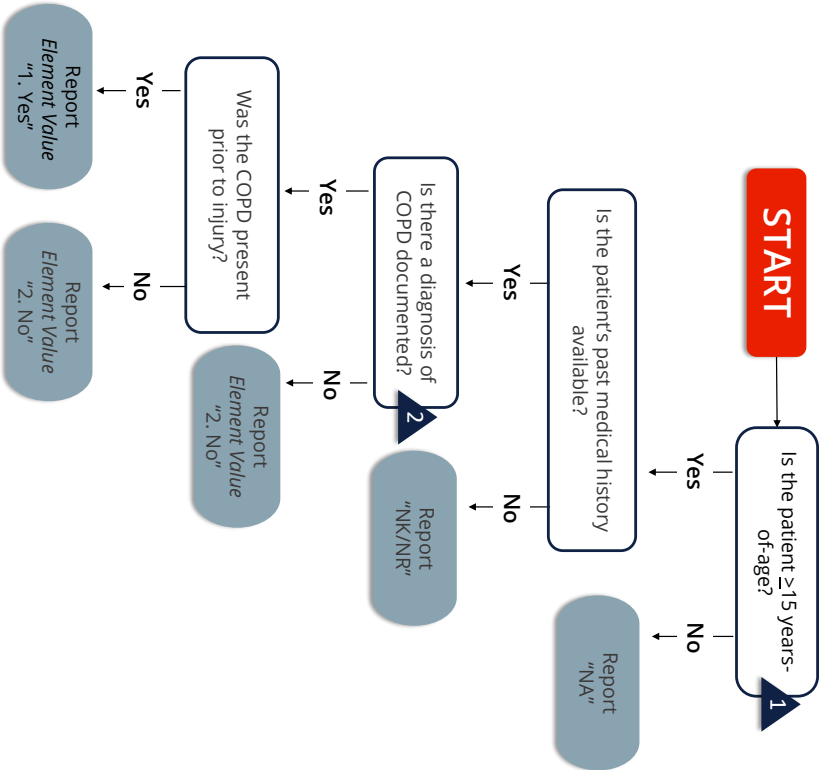 START
Is the patient >15 years-
of-age?
1
Yes
No
Is the patient’s past medical history
available?
Report
“NA”
Yes
No
Is there a diagnosis of
COPD documented?
2
Report
“NK/NR”
Yes
No
Was the COPD present
prior to injury?
Report
Element Value
“2. No”
Yes
No
Report
Element Value
“1. Yes”
Report
Element Value
“2. No”